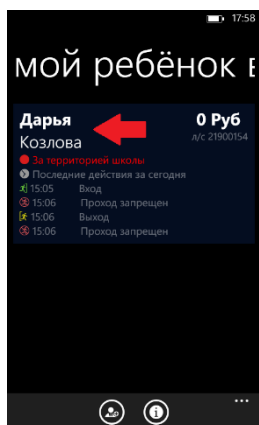 17:58
мой ребёнок в
Дарья 0 Руб
Козлова л/с 21900154
За территорией школы
Последние действия за сегодня
15:05 Вход
15:06 Проход запрещен
15:06 Выход
15:06 Проход запрещен
...